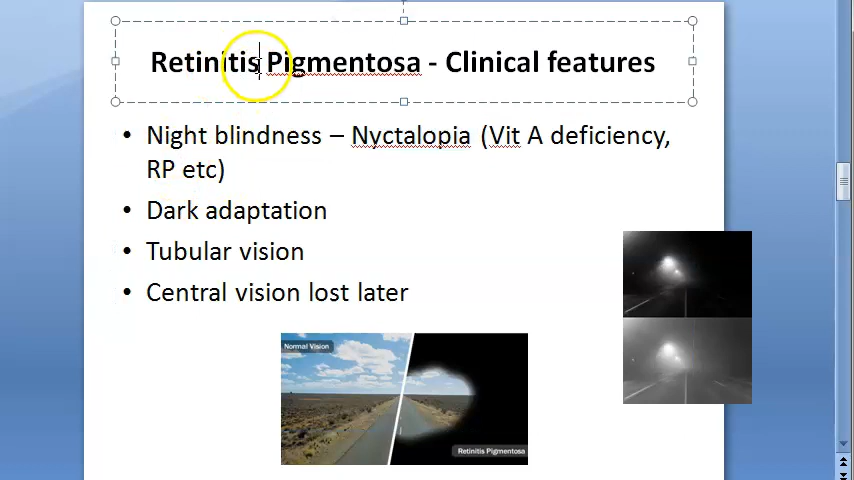 Retinitis Pigmentosa - Clinical features
• Night blindness – Nyctalopia (Vit A deficiency,
RP etc)
• Dark adaptation
• Tubular vision
• Central vision lost later
Normal Vision
Retinitis Pigmentosa